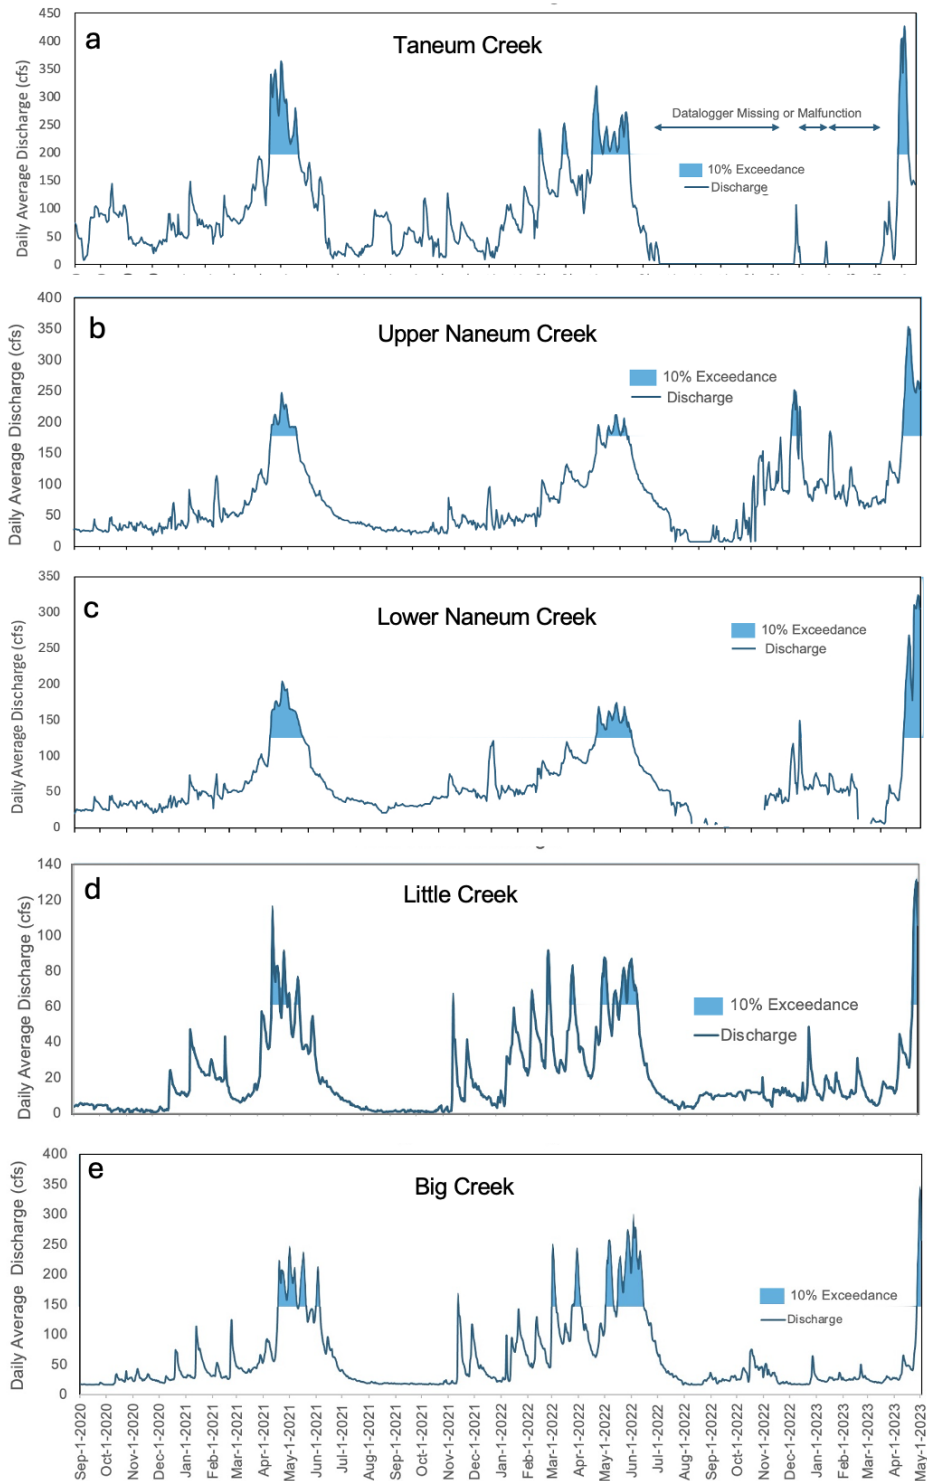 a
Taneum Creek
Daily Average Discharge (cfs)
450
400
350
300
250
200
150
100
50
0
Datalogger Missing or Malfunction
10% Exceedance
Discharge
b
Upper Naneum Creek
Daily Average Discharge (cfs)
400
350
300
250
200
150
100
50
0
10% Exceedance
Discharge
c
Lower Naneum Creek
Daily Average Discharge (cfs)
350
300
250
200
150
100
50
0
10% Exceedance
Discharge
d
Little Creek
Daily Average Discharge (cfs)
140
120
100
80
60
40
20
0
10% Exceedance
Discharge
e
Big Creek
Daily Average Discharge (cfs)
400
350
300
250
200
150
100
50
0
10% Exceedance
Discharge
Sep-1-2020
Oct-1-2020
Nov-1-2020
Dec-1-2020
Jan-1-2021
Feb-1-2021
Mar-1-2021
Apr-1-2021
May-1-2021
Jun-1-2021
Jul-1-2021
Aug-1-2021
Sep-1-2021
Oct-1-2021
Nov-1-2021
Dec-1-2021
Jan-1-2022
Feb-1-2022
Mar-1-2022
Apr-1-2022
May-1-2022
Jun-1-2022
Jul-1-2022
Aug-1-2022
Sep-1-2022
Oct-1-2022
Nov-1-2022
Dec-1-2022
Jan-1-2023
Feb-1-2023
Mar-1-2023
Apr-1-2023
May-1-2023